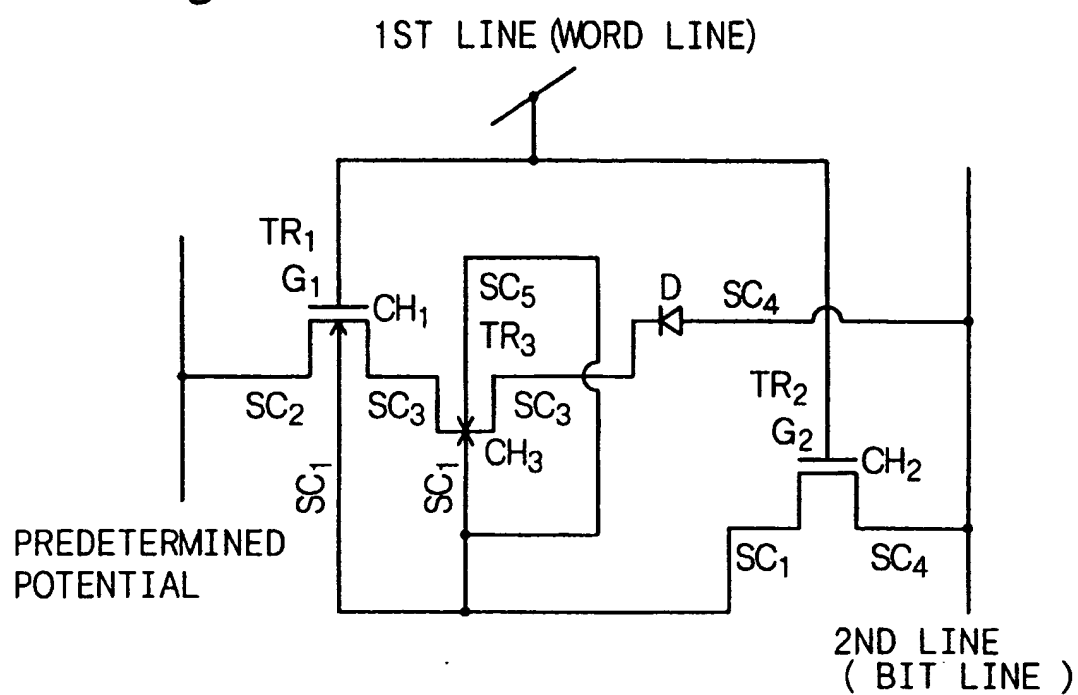 1ST LINE (WORD LINE)
TR1
G1
CH1
SC5
TR3
D
SC4
SC2
SC3
SC3
TR2
G2
CH2
SC1
SC1
CH3
SC1
SC4
PREDETERMINED
POTENTIAL
2ND LINE
( BIT LINE )